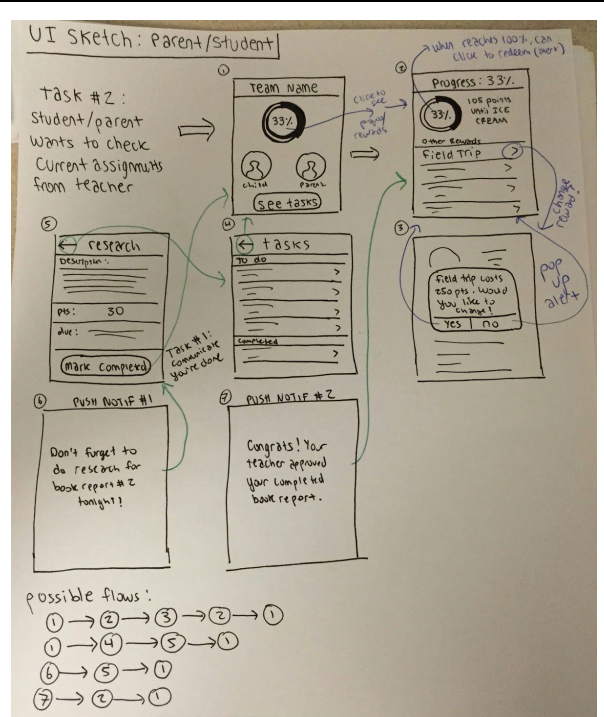 UI Sketch: Parent/Student
Task #2:
student/parent
wants to check
current assignments
from teacher
①
Team Name
33%
child
Parent
see tasks
click to
see
rewards
when reaches 100%, can
click to redeem (alert)
②
Progress: 33%
33%
105 points
until ICE
CREAM
Other Rewards
Field Trip
change
reward?
③
field trip costs
250 pts. Would
you like to
change?
Yes
no
pop
up
alert
④
← tasks
To do
Completed
⑤
← research
Description:
pts: 30
due:
mark completed
Task #1:
communicate
you're done
⑥
PUSH NOTIF #1
Don't forget to
do research for
book report #2
tonight!
⑦
PUSH NOTIF #2
Congrats! Your
teacher approved
your completed
book report.
possible flows:
① → ② → ③ → ② → ①
① → ④ → ⑤ → ①
⑥ → ⑤ → ①
⑦ → ② → ①